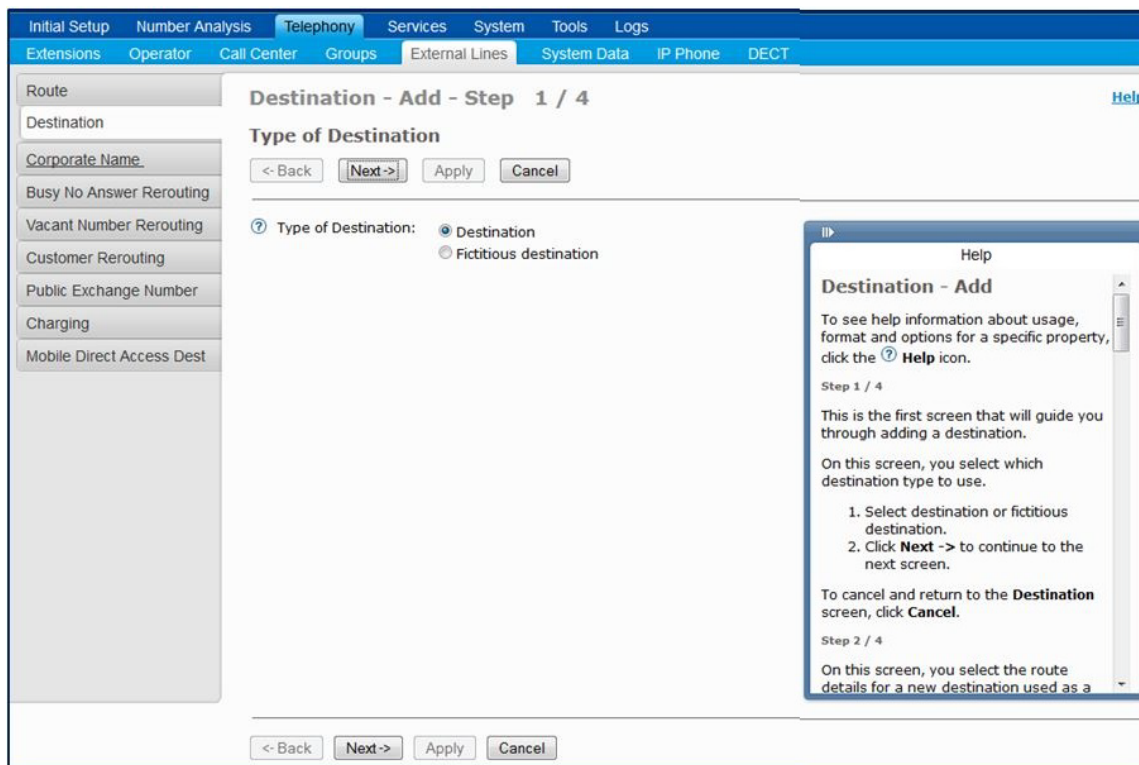 Initial Setup Number Analysis Telephony Services System Tools Logs
Extensions Operator Call Center Groups External Lines System Data IP Phone DECT
Route
Destination
Corporate Name
Busy No Answer Rerouting
Vacant Number Rerouting
Customer Rerouting
Public Exchange Number
Charging
Mobile Direct Access Dest
Destination - Add - Step 1 / 4
Help
Type of Destination
<- Back Next -> Apply Cancel
? Type of Destination:
Destination
Fictitious destination
Help
Destination - Add
To see help information about usage,
format and options for a specific property,
click the ? Help icon.
Step 1 / 4
This is the first screen that will guide you
through adding a destination.
On this screen, you select which
destination type to use.
1. Select destination or fictitious
destination.
2. Click Next -> to continue to the
next screen.
To cancel and return to the Destination
screen, click Cancel.
Step 2 / 4
On this screen, you select the route
details for a new destination used as a
<- Back Next -> Apply Cancel